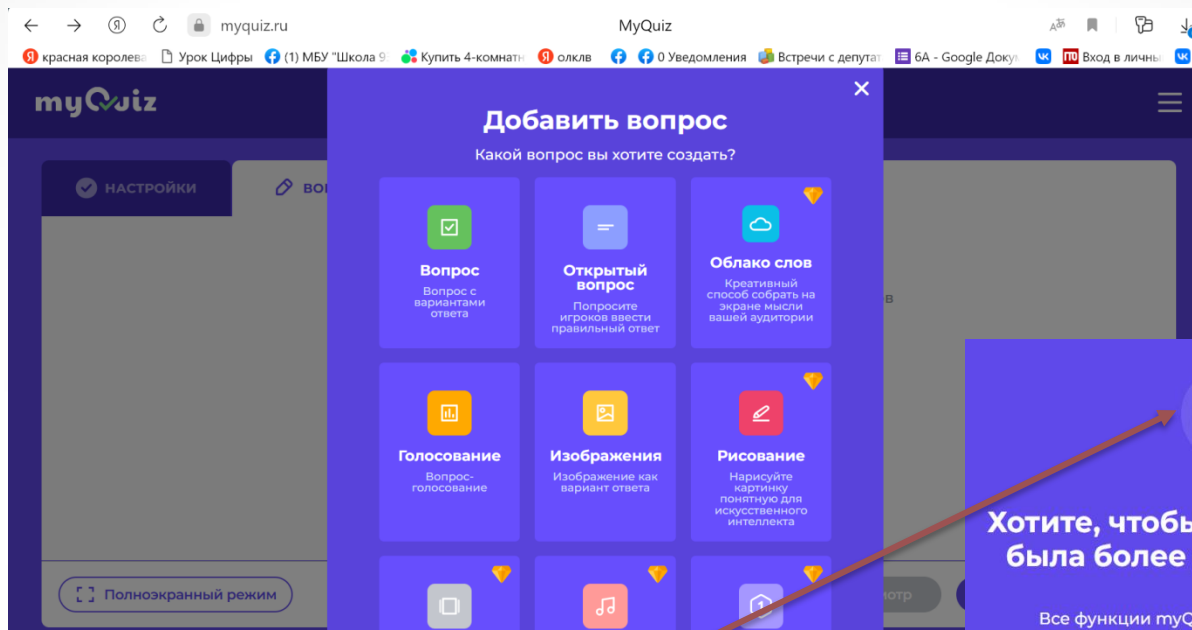 myquiz.ru
MyQuiz
красная королева
Урок Цифры
(1) МБУ "Школа 9
Купить 4-комнатн
олклв
0 Уведомления
Встречи с депутат
6А - Google Докум
Вход в личны
myQuiz
Добавить вопрос
Какой вопрос вы хотите создать?
НАСТРОЙКИ
ВО
Вопрос
Вопрос с
вариантами
ответа
Открытый
вопрос
Попросите
игроков ввести
правильный ответ
Облако слов
Креативный
способ собрать на
экране мысли
вашей аудитории
в
Голосование
Вопрос-
голосование
Изображения
Изображение как
вариант ответа
Рисование
Нарисуйте
картинку
понятную для
искусственного
интеллекта
Полноэкранный режим
отр
Хотите, чтобы
была более
Все функции myQ